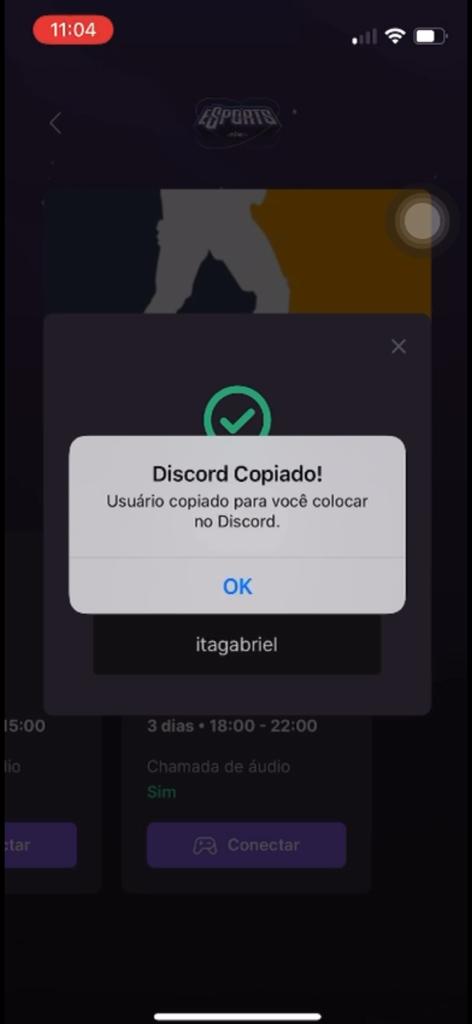 11:04
ESPORTS
Discord Copiado!
Usuário copiado para você colocar
no Discord.
OK
itagabriel
15:00
3 dias • 18:00 - 22:00
dio
Chamada de áudio
Sim
ctar
Conectar